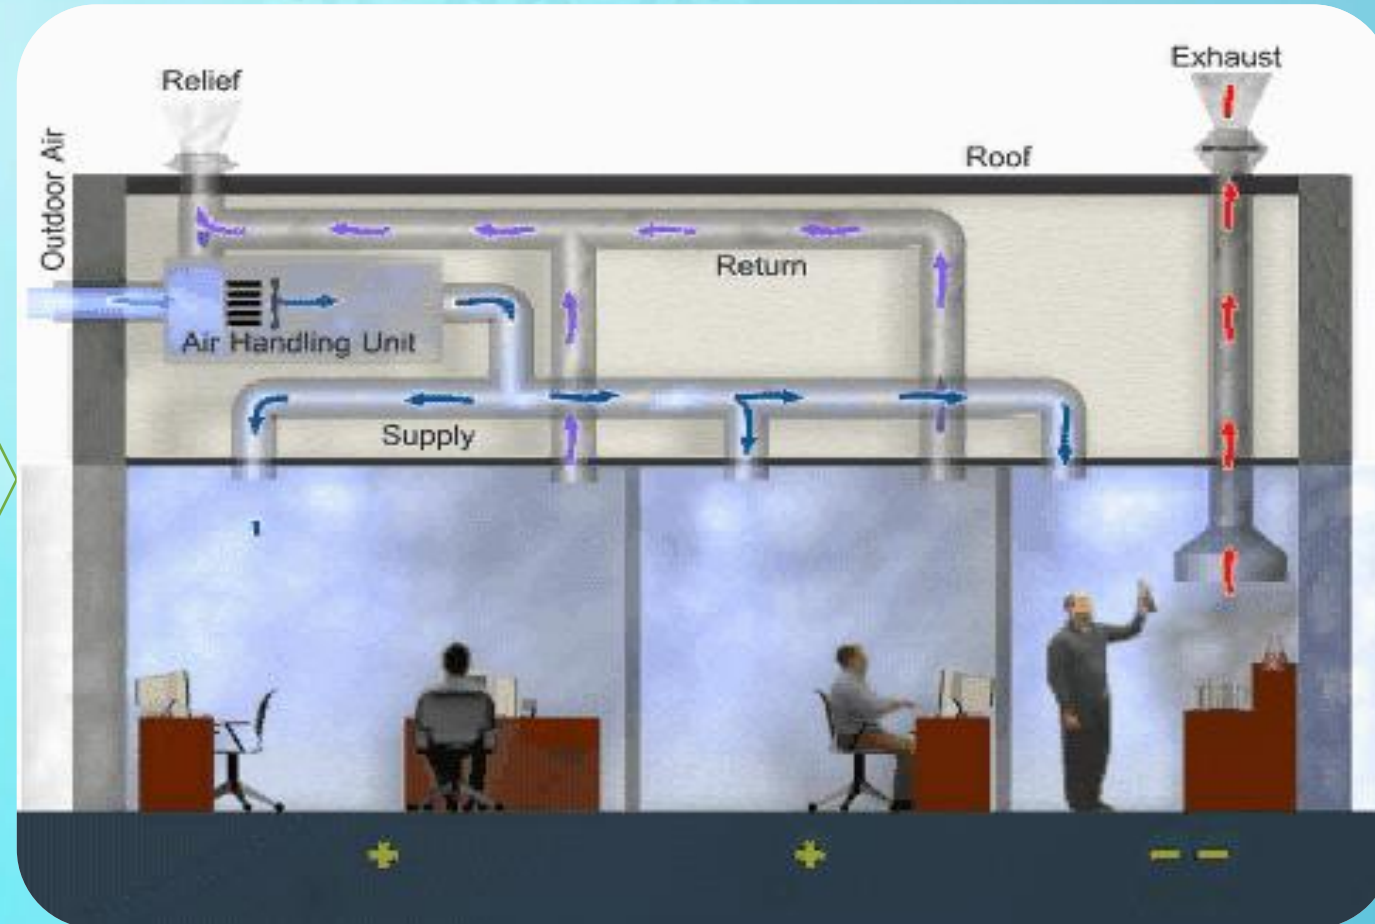 Relief
Exhaust
Outdoor Air
Roof
Return
Air Handling Unit
Supply
+
+
– –